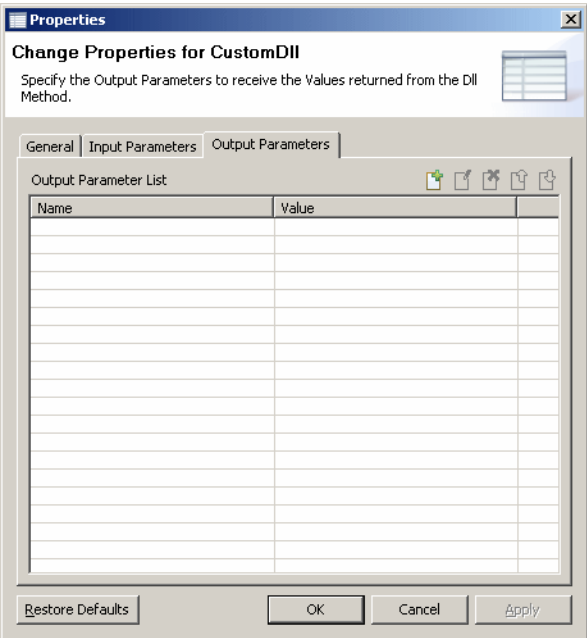 Properties
Change Properties for CustomDll
Specify the Output Parameters to receive the Values returned from the Dll
Method.
General Input Parameters Output Parameters
Output Parameter List
Name Value
Restore Defaults OK Cancel Apply